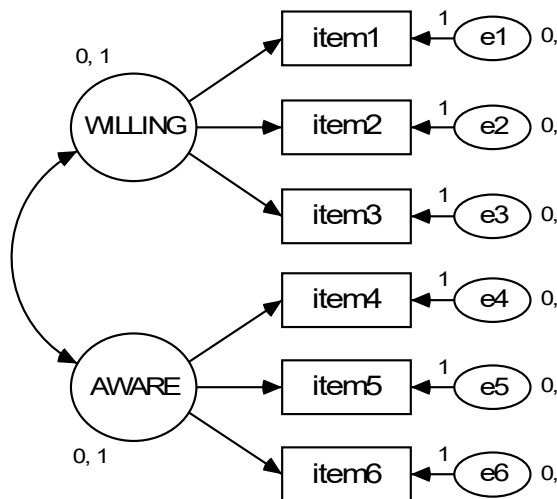 1
item1
e1
0,
0, 1
WILLING
1
item2
e2
0,
1
item3
e3
0,
1
item4
e4
0,
AWARE
0, 1
1
item5
e5
0,
1
item6
e6
0,